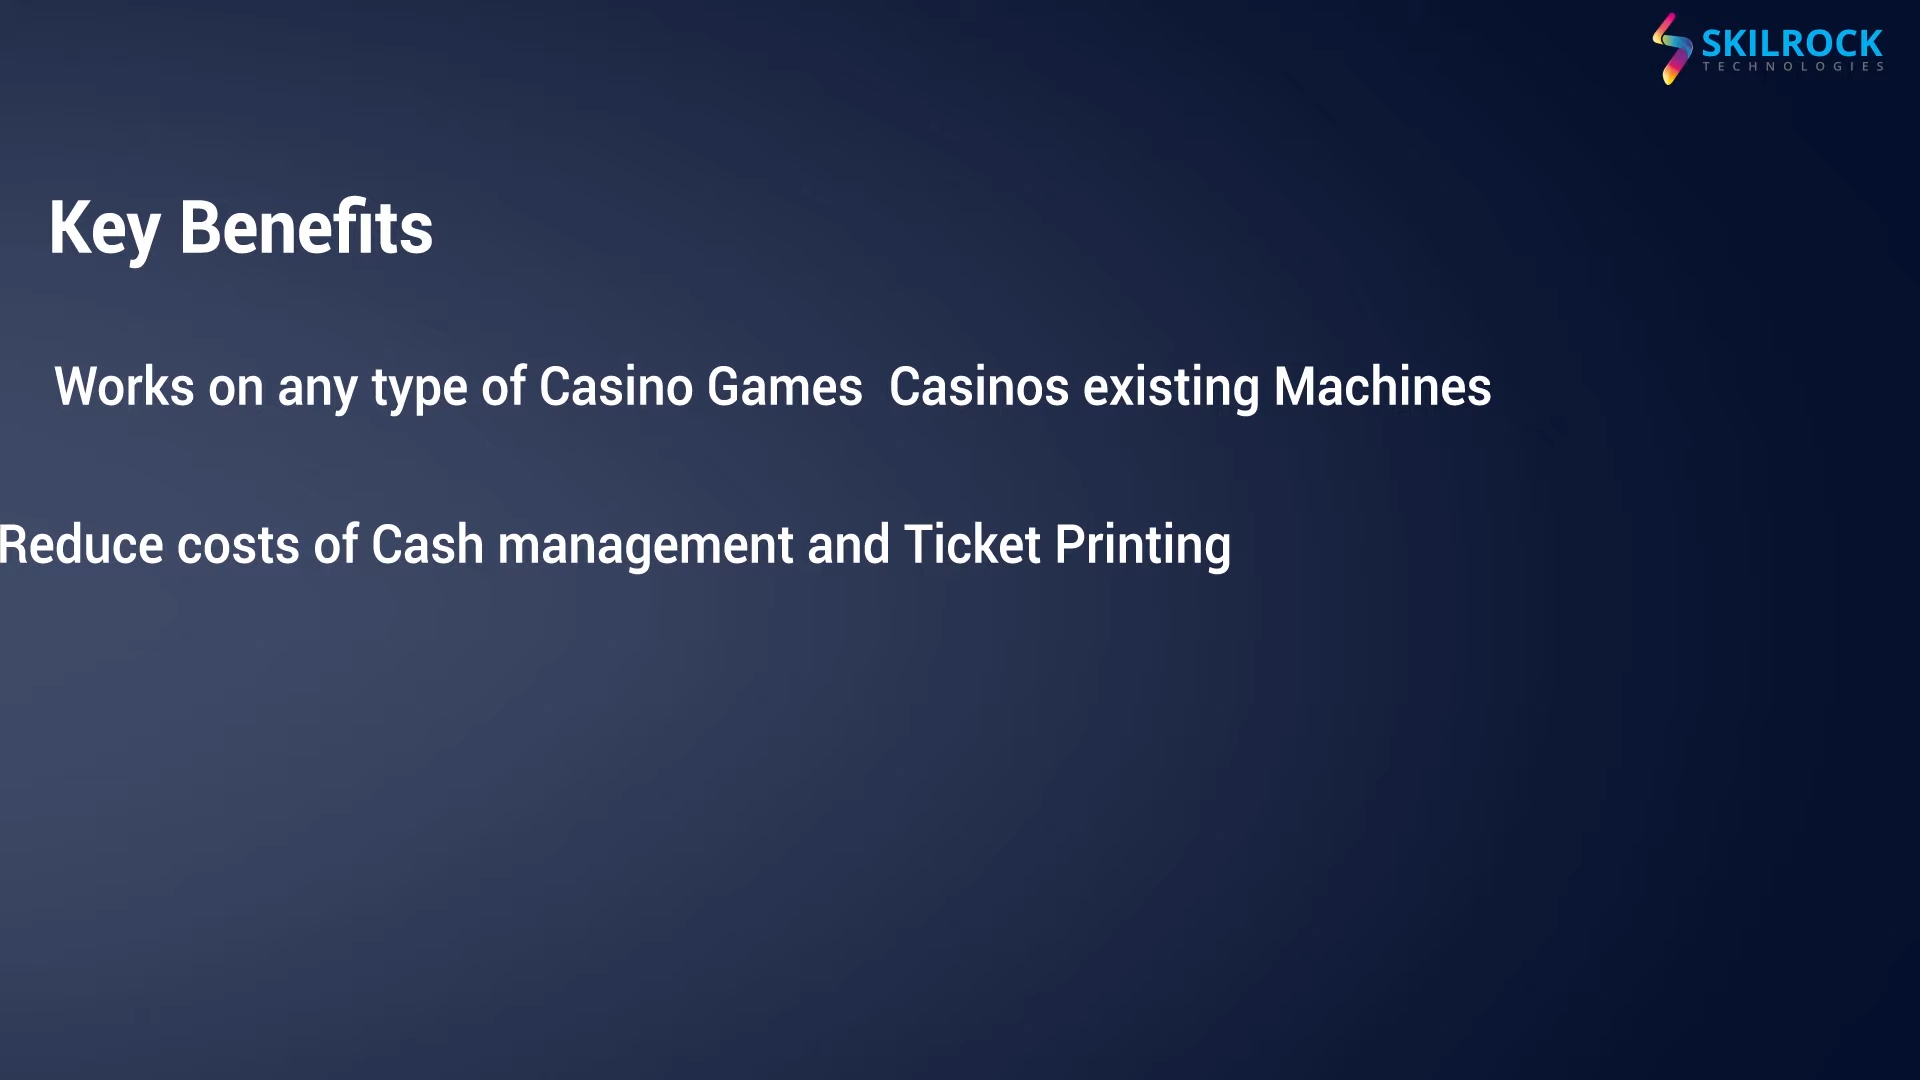 SKILROCK
TECHNOLOGIES
Key Benefits
Works on any type of Casino Games  Casinos existing Machines
Reduce costs of Cash management and Ticket Printing